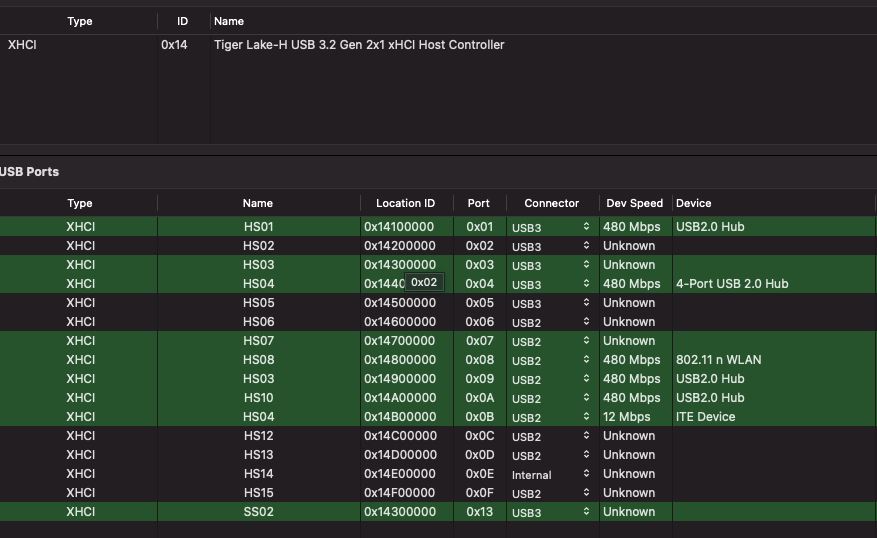 Type ID Name
XHCI 0x14 Tiger Lake-H USB 3.2 Gen 2x1 xHCI Host Controller
USB Ports
Type Name Location ID Port Connector Dev Speed Device
XHCI HS01 0x14100000 0x01 USB3 480 Mbps USB2.0 Hub
XHCI HS02 0x14200000 0x02 USB3 Unknown
XHCI HS03 0x14300000 0x03 USB3 Unknown
XHCI HS04 0x1440 0x02 0x04 USB3 480 Mbps 4-Port USB 2.0 Hub
XHCI HS05 0x14500000 0x05 USB3 Unknown
XHCI HS06 0x14600000 0x06 USB2 Unknown
XHCI HS07 0x14700000 0x07 USB2 Unknown
XHCI HS08 0x14800000 0x08 USB2 480 Mbps 802.11 n WLAN
XHCI HS03 0x14900000 0x09 USB2 480 Mbps USB2.0 Hub
XHCI HS10 0x14A00000 0x0A USB2 480 Mbps USB2.0 Hub
XHCI HS04 0x14B00000 0x0B USB2 12 Mbps ITE Device
XHCI HS12 0x14C00000 0x0C USB2 Unknown
XHCI HS13 0x14D00000 0x0D USB2 Unknown
XHCI HS14 0x14E00000 0x0E Internal Unknown
XHCI HS15 0x14F00000 0x0F USB2 Unknown
XHCI SS02 0x14300000 0x13 USB3 Unknown